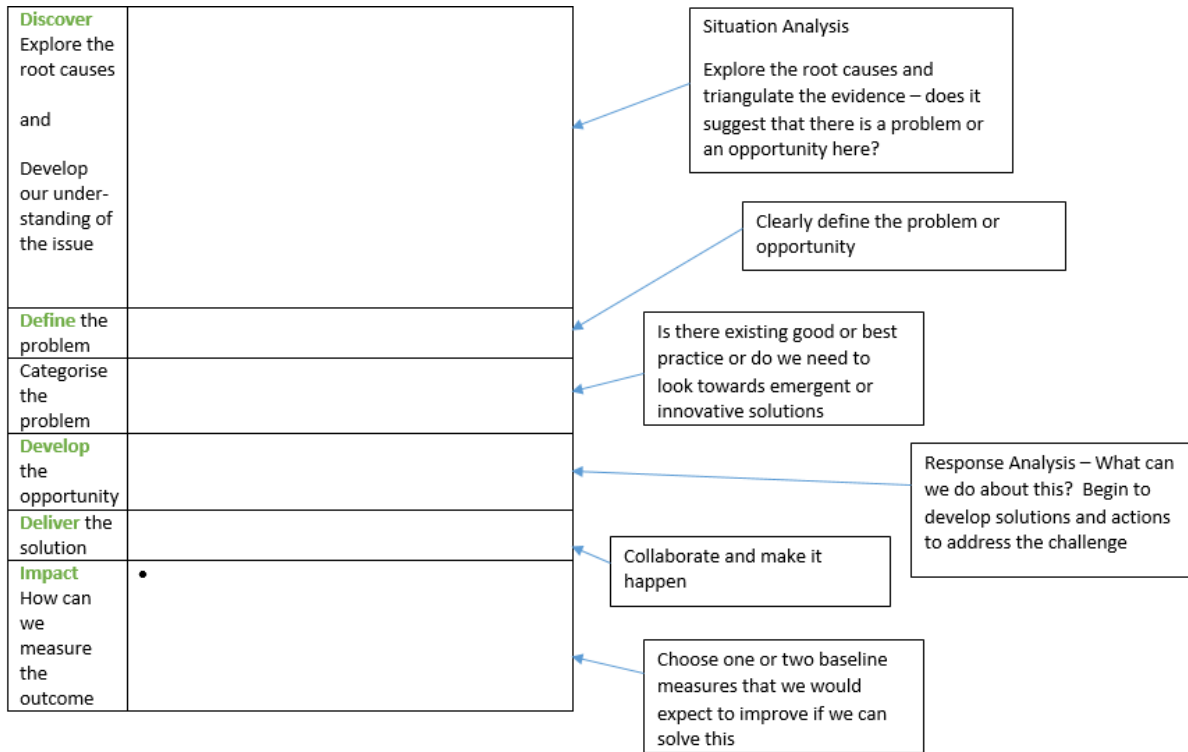 Discover
Explore the
root causes
and
Develop
our under-
standing of
the issue
Situation Analysis
Explore the root causes and
triangulate the evidence – does it
suggest that there is a problem or
an opportunity here?
Define the
problem
Clearly define the problem or
opportunity
Categorise
the
problem
Is there existing good or best
practice or do we need to
look towards emergent or
innovative solutions
Develop
the
opportunity
Response Analysis – What can
we do about this?  Begin to
develop solutions and actions
to address the challenge
Deliver the
solution
Collaborate and make it
happen
Impact
How can
we
measure
the
outcome
•
Choose one or two baseline
measures that we would
expect to improve if we can
solve this